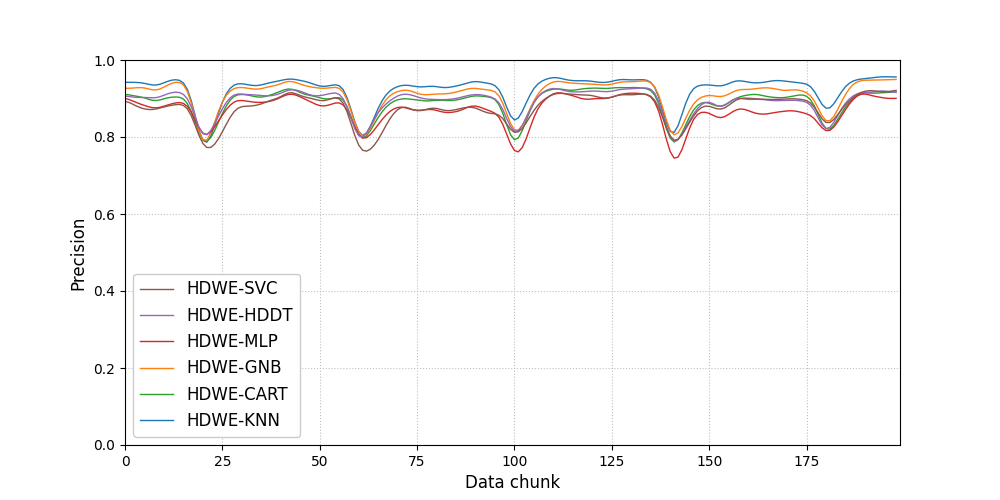 1.0
0.8
0.6
0.4
0.2
0.0
Precision
HDWE-SVC
HDWE-HDDT
HDWE-MLP
HDWE-GNB
HDWE-CART
HDWE-KNN
0 25 50 75 100 125 150 175
Data chunk